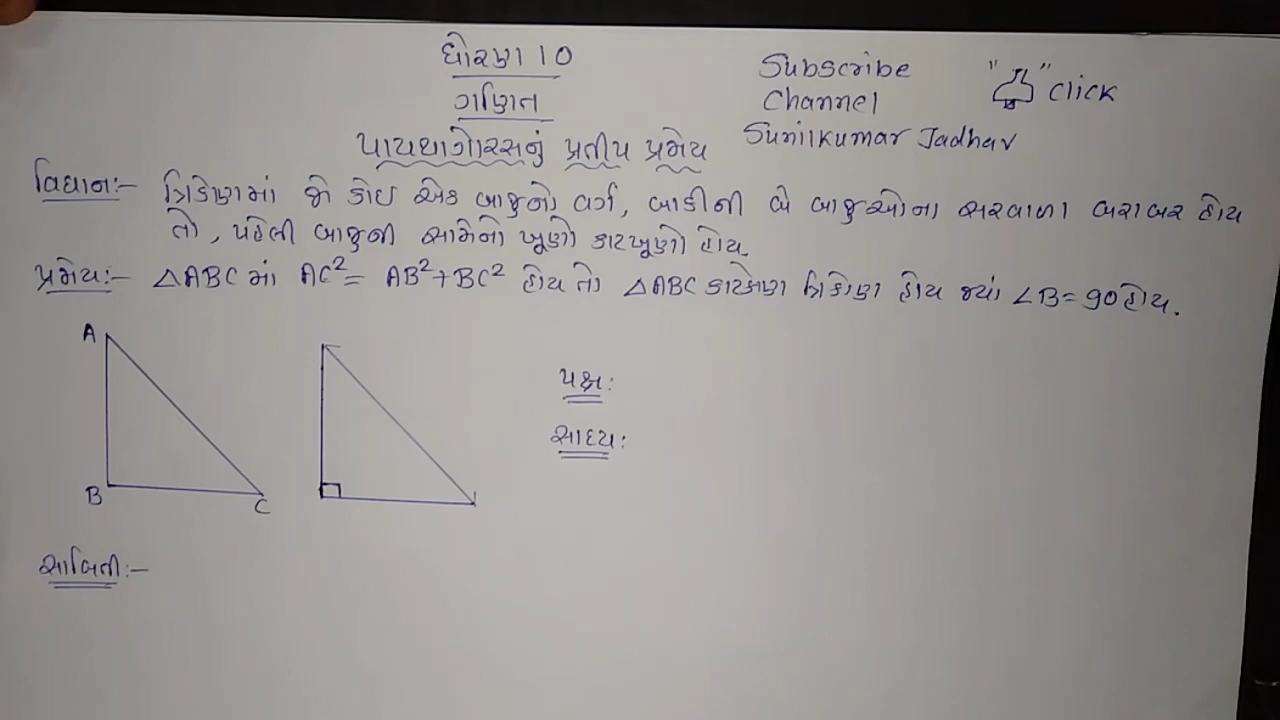 ધોરણ 10
ગણિત
પાયથાગોરસનું પ્રતીપ પ્રમેય
Subscribe
Channel
Sunilkumar Jadhav
" " click
વિધાન:- ત્રિકોણમાં જો કોઇ એક બાજુનો વર્ગ, બાકીની બે બાજુઓના સરવાળા બરાબર હોય
તો, પહેલી બાજુની સામેનો ખૂણો કાટખૂણો હોય.
પ્રમેય:- △ABC માં AC²= AB²+BC² હોય તો △ABC કાટકોણ ત્રિકોણ હોય જ્યાં ∠B=90 હોય.
A
B
C
પક્ષ:
સાધ્ય:
સાબિતી:-